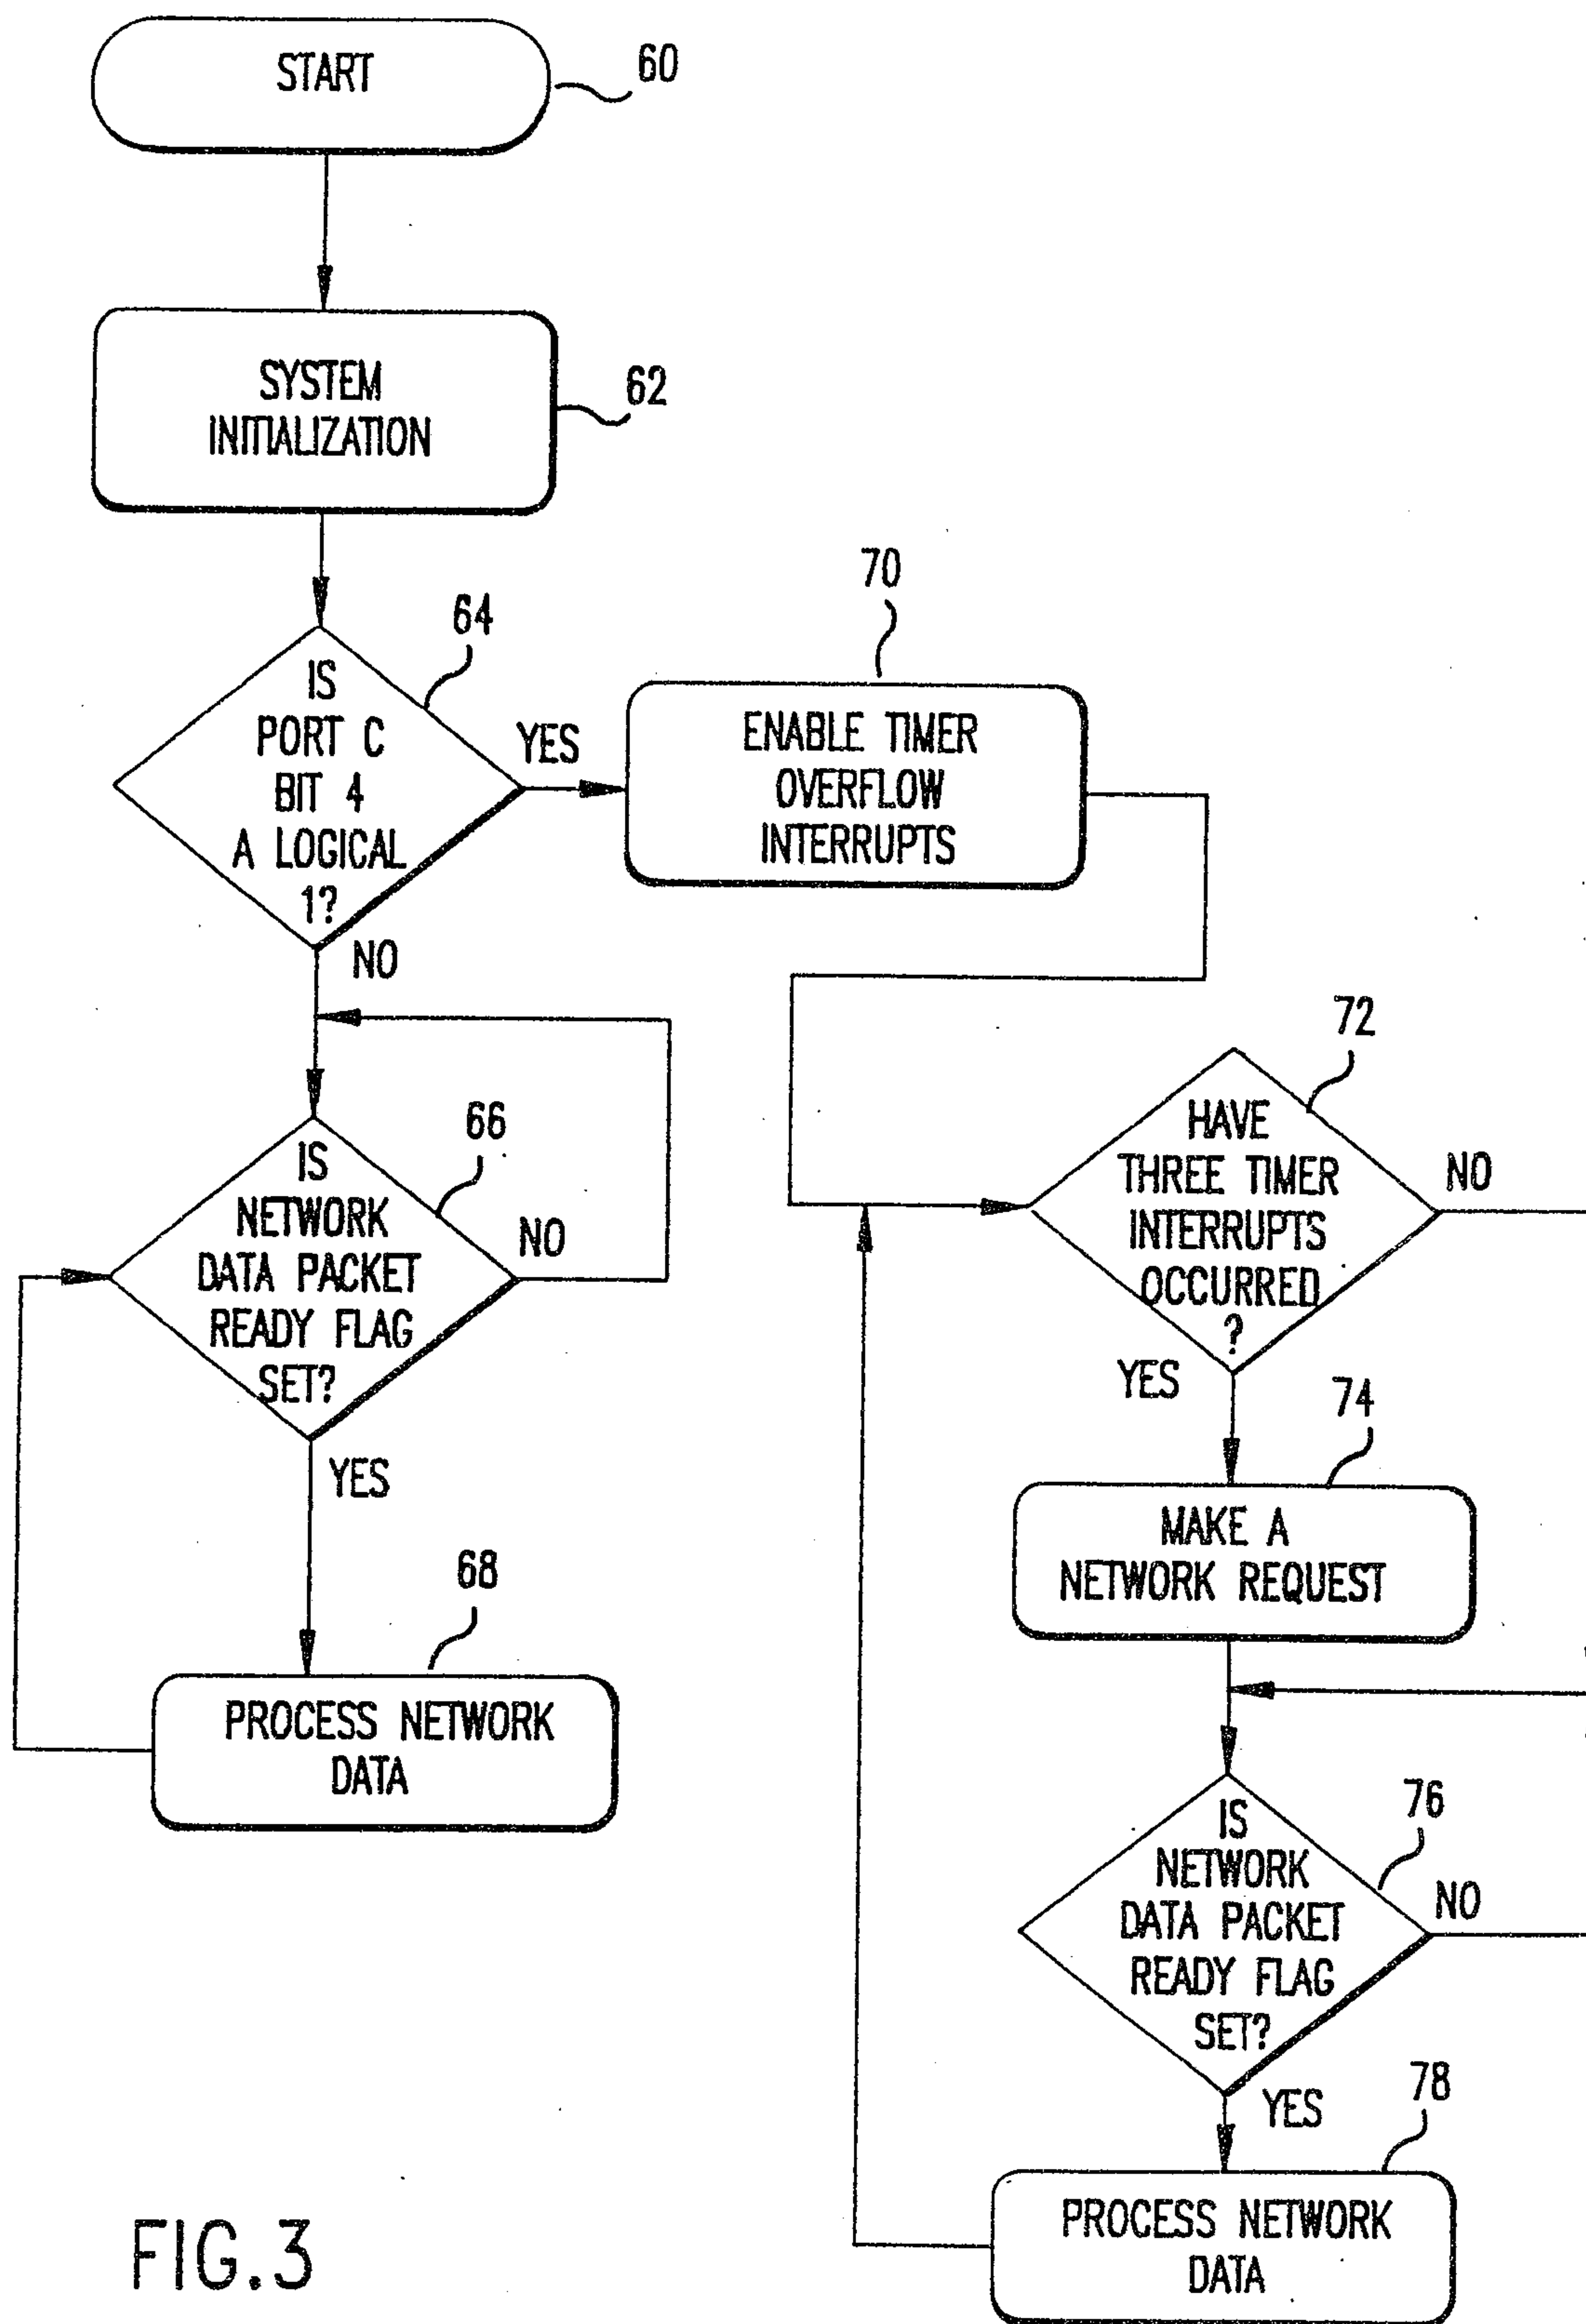 START
60
SYSTEM
INITIALIZATION
62
64
IS
PORT C
BIT 4
A LOGICAL
1?
YES
NO
70
ENABLE TIMER
OVERFLOW
INTERRUPTS
66
IS
NETWORK
DATA PACKET
READY FLAG
SET?
NO
YES
68
PROCESS NETWORK
DATA
72
HAVE
THREE TIMER
INTERRUPTS
OCCURRED
?
NO
YES
74
MAKE A
NETWORK REQUEST
76
IS
NETWORK
DATA PACKET
READY FLAG
SET?
NO
YES
78
PROCESS NETWORK
DATA
FIG.3